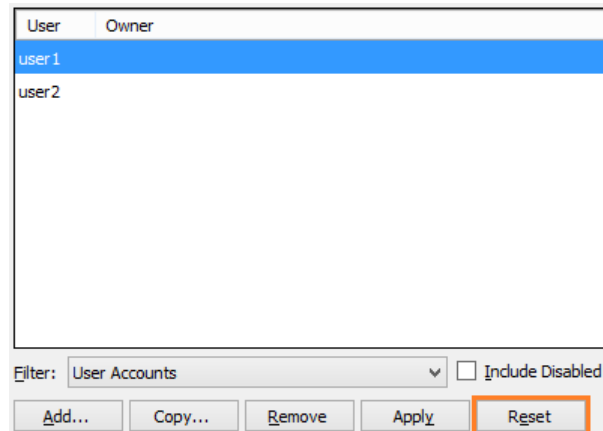 User Owner
user1
user2
Filter: User Accounts Include Disabled
Add... Copy... Remove Apply Reset